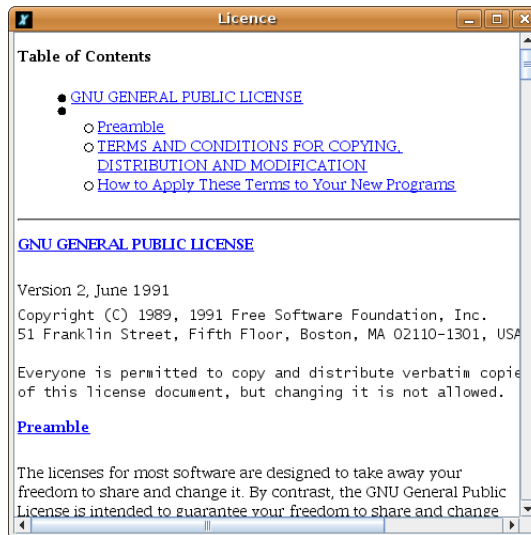 Licence
Table of Contents
GNU GENERAL PUBLIC LICENSE
Preamble
TERMS AND CONDITIONS FOR COPYING,
DISTRIBUTION AND MODIFICATION
How to Apply These Terms to Your New Programs
GNU GENERAL PUBLIC LICENSE
Version 2, June 1991
Copyright (C) 1989, 1991 Free Software Foundation, Inc.
51 Franklin Street, Fifth Floor, Boston, MA 02110-1301, USA
Everyone is permitted to copy and distribute verbatim copie
of this license document, but changing it is not allowed.
Preamble
The licenses for most software are designed to take away your
freedom to share and change it. By contrast, the GNU General Public
License is intended to guarantee your freedom to share and change